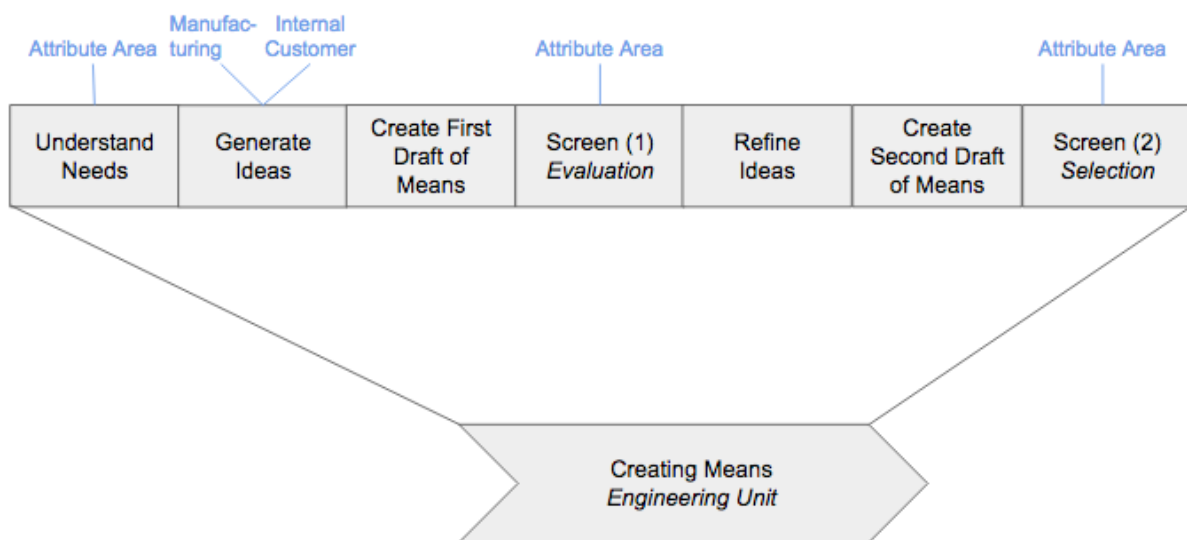 Attribute Area
Manufac-
turing
Internal
Customer
Attribute Area
Attribute Area
Understand
Needs
Generate
Ideas
Create First
Draft of
Means
Screen (1)
Evaluation
Refine
Ideas
Create
Second Draft
of Means
Screen (2)
Selection
Creating Means
Engineering Unit